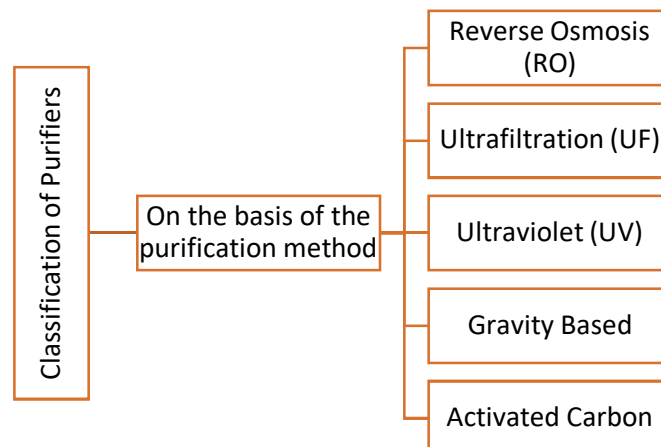 Classification of Purifiers
On the basis of the
purification method
Reverse Osmosis
(RO)
Ultrafiltration (UF)
Ultraviolet (UV)
Gravity Based
Activated Carbon